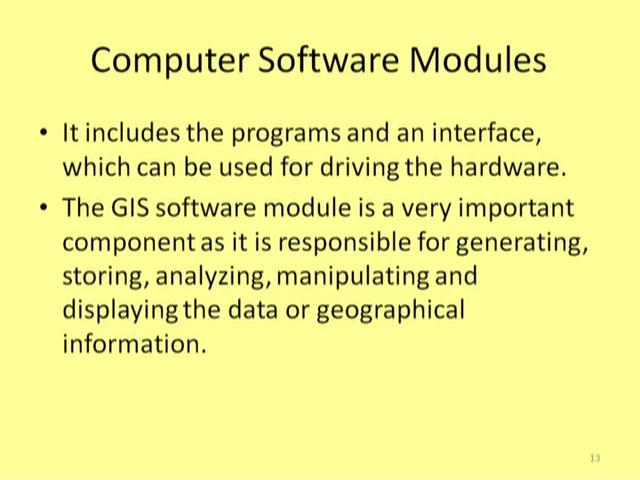 Computer Software Modules
• It includes the programs and an interface,
which can be used for driving the hardware.
• The GIS software module is a very important
component as it is responsible for generating,
storing, analyzing, manipulating and
displaying the data or geographical
information.
13